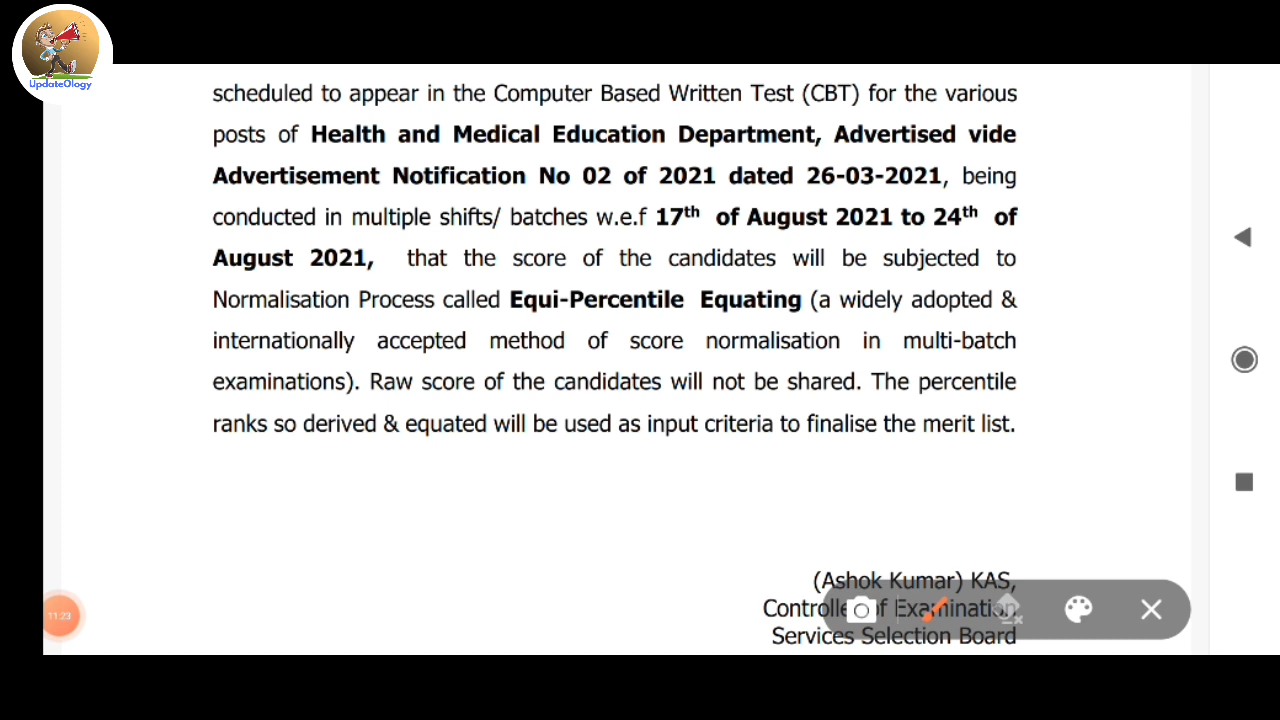 UpdateOlogy
scheduled to appear in the Computer Based Written Test (CBT) for the various
posts of Health and Medical Education Department, Advertised vide
Advertisement Notification No 02 of 2021 dated 26-03-2021, being
conducted in multiple shifts/ batches w.e.f 17th of August 2021 to 24th of
August 2021, that the score of the candidates will be subjected to
Normalisation Process called Equi-Percentile Equating (a widely adopted &
internationally accepted method of score normalisation in multi-batch
examinations). Raw score of the candidates will not be shared. The percentile
ranks so derived & equated will be used as input criteria to finalise the merit list.
(Ashok Kumar) KAS,
Controller of Examination
Services Selection Board
11:23